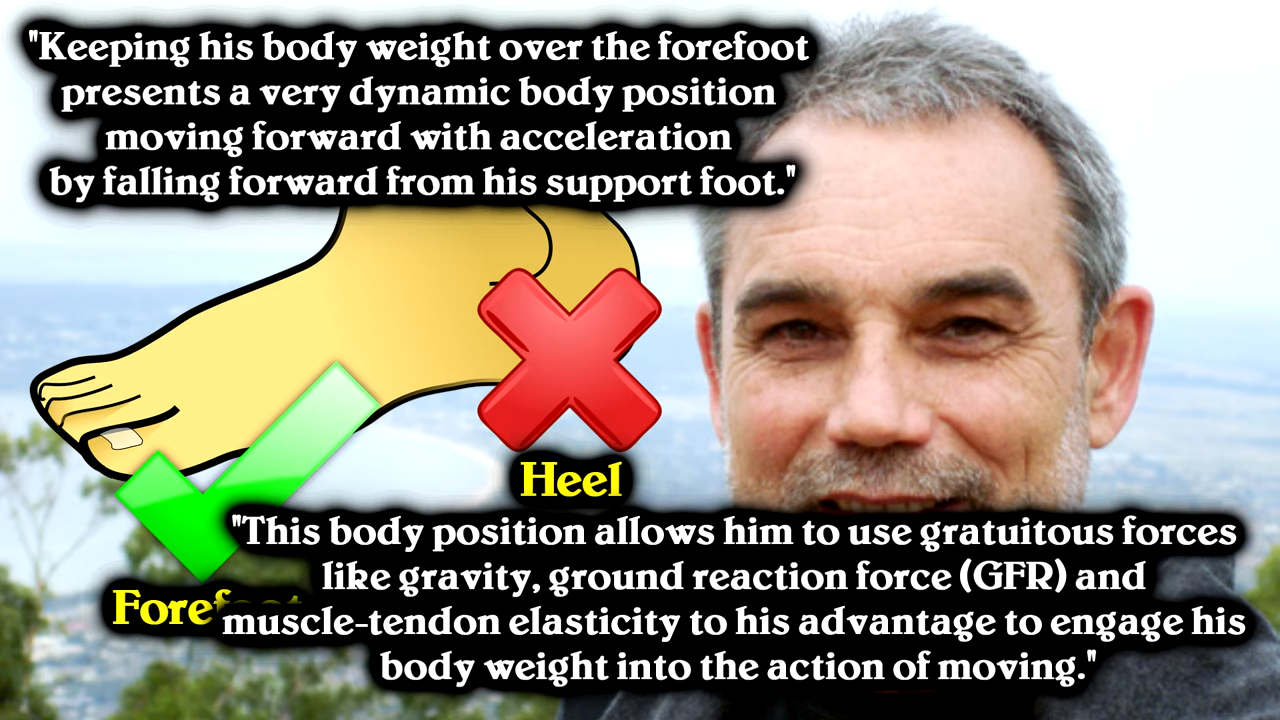 "Keeping his body weight over the forefoot
presents a very dynamic body position
moving forward with acceleration
by falling forward from his support foot."
Heel
"This body position allows him to use gratuitous forces
like gravity, ground reaction force (GFR) and
Forefoot
muscle-tendon elasticity to his advantage to engage his
body weight into the action of moving."